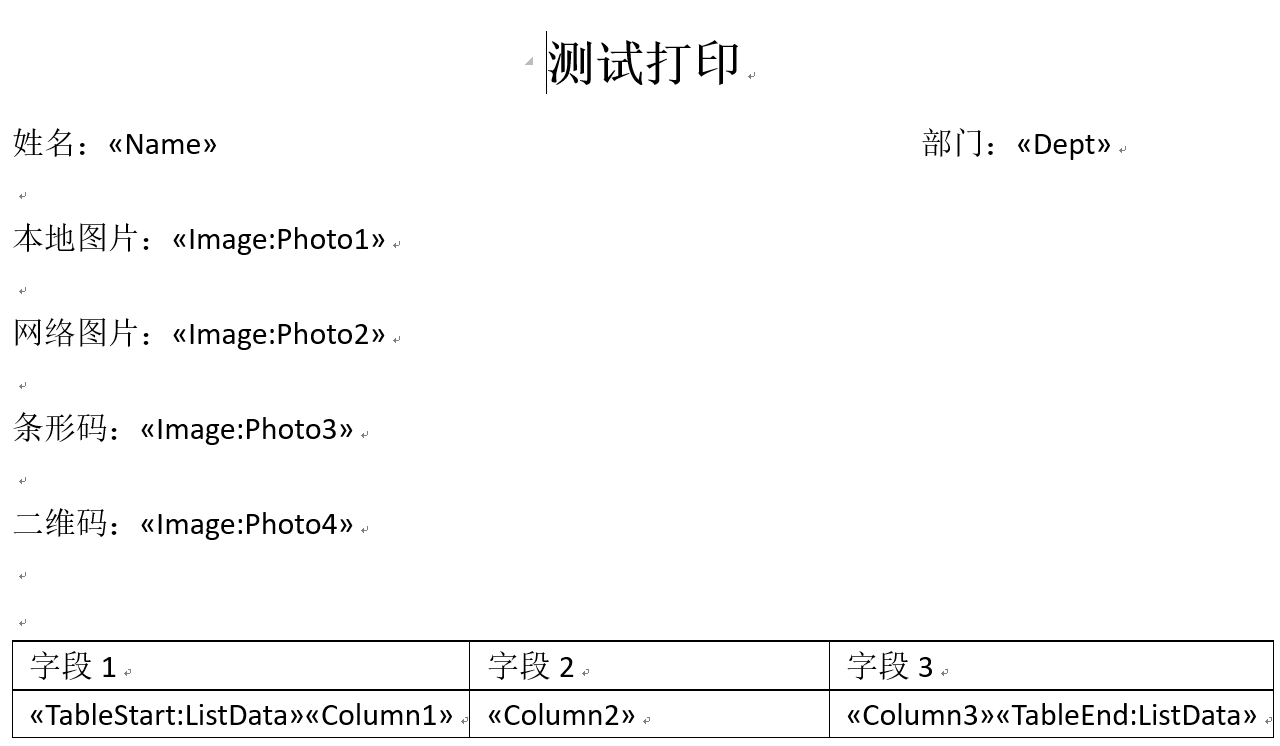 测试打印
姓名：«Name» 部门：«Dept»
本地图片：«Image:Photo1»
网络图片：«Image:Photo2»
条形码：«Image:Photo3»
二维码：«Image:Photo4»
字段 1 字段 2 字段 3
«TableStart:ListData»«Column1» «Column2» «Column3»«TableEnd:ListData»